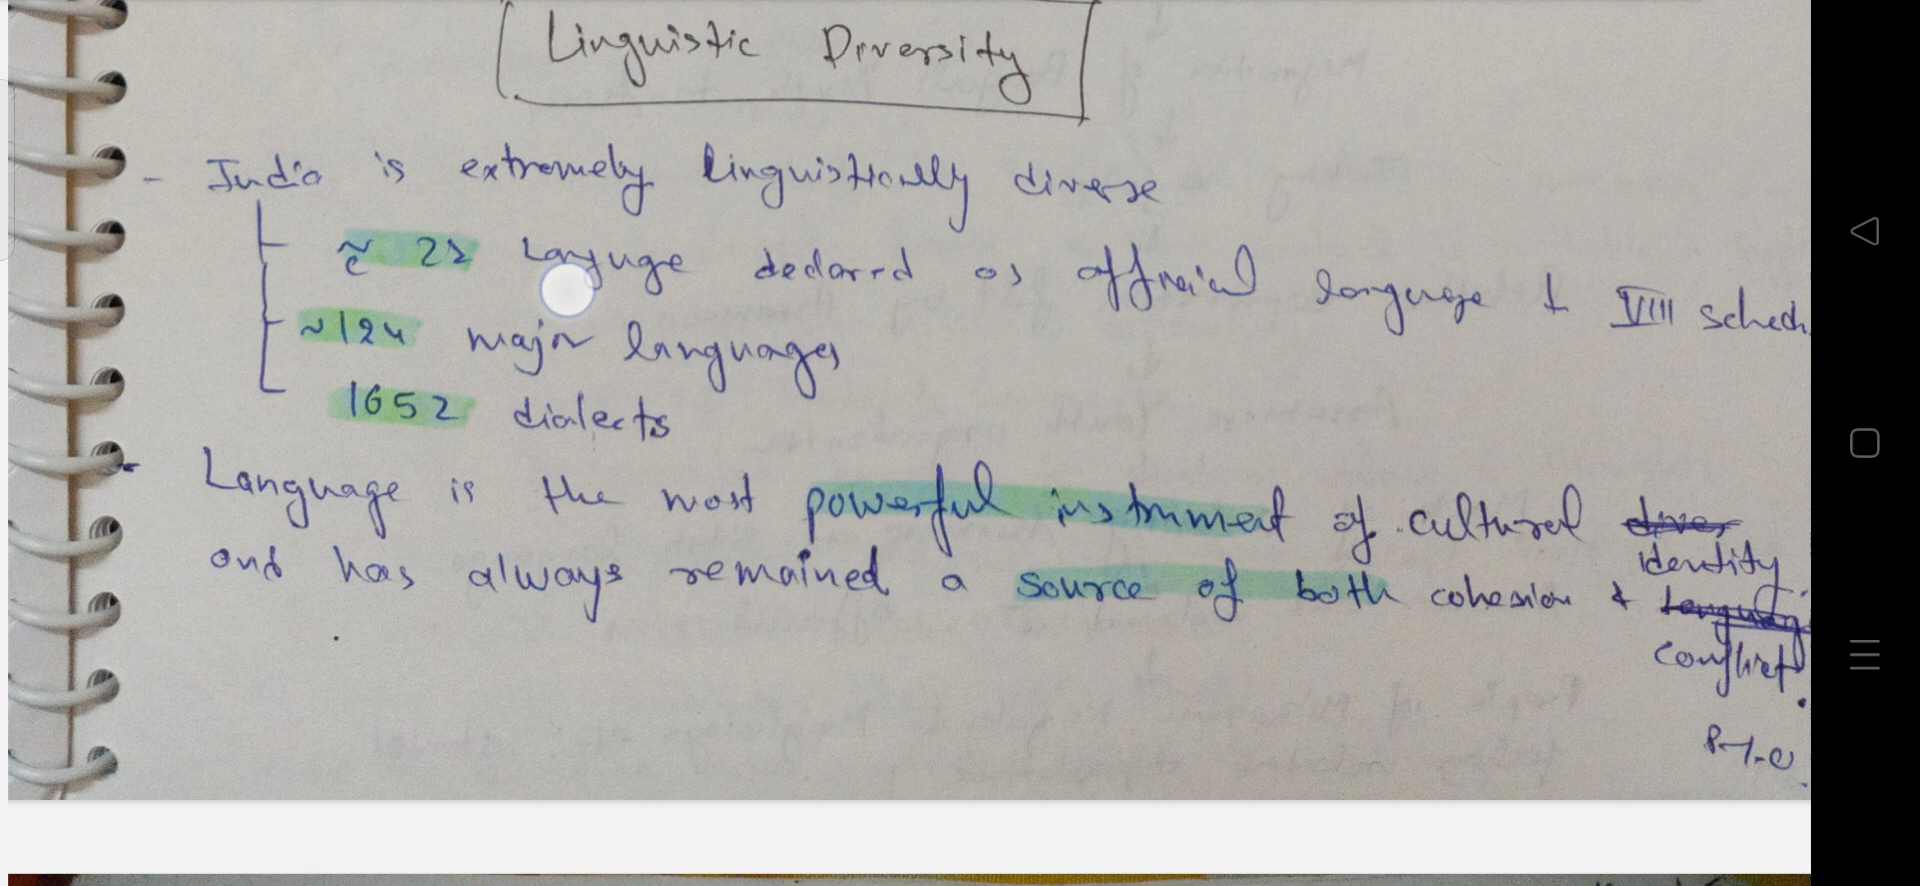 Linguistic Diversity
- India is extremely linguistically diverse
~ 22 Language declared as official language & VIII sched
~124 major languages
1652 dialects
- Language is the most powerful instrument of cultural identity
and has always remained a source of both cohesion & conflict.
P.T.O